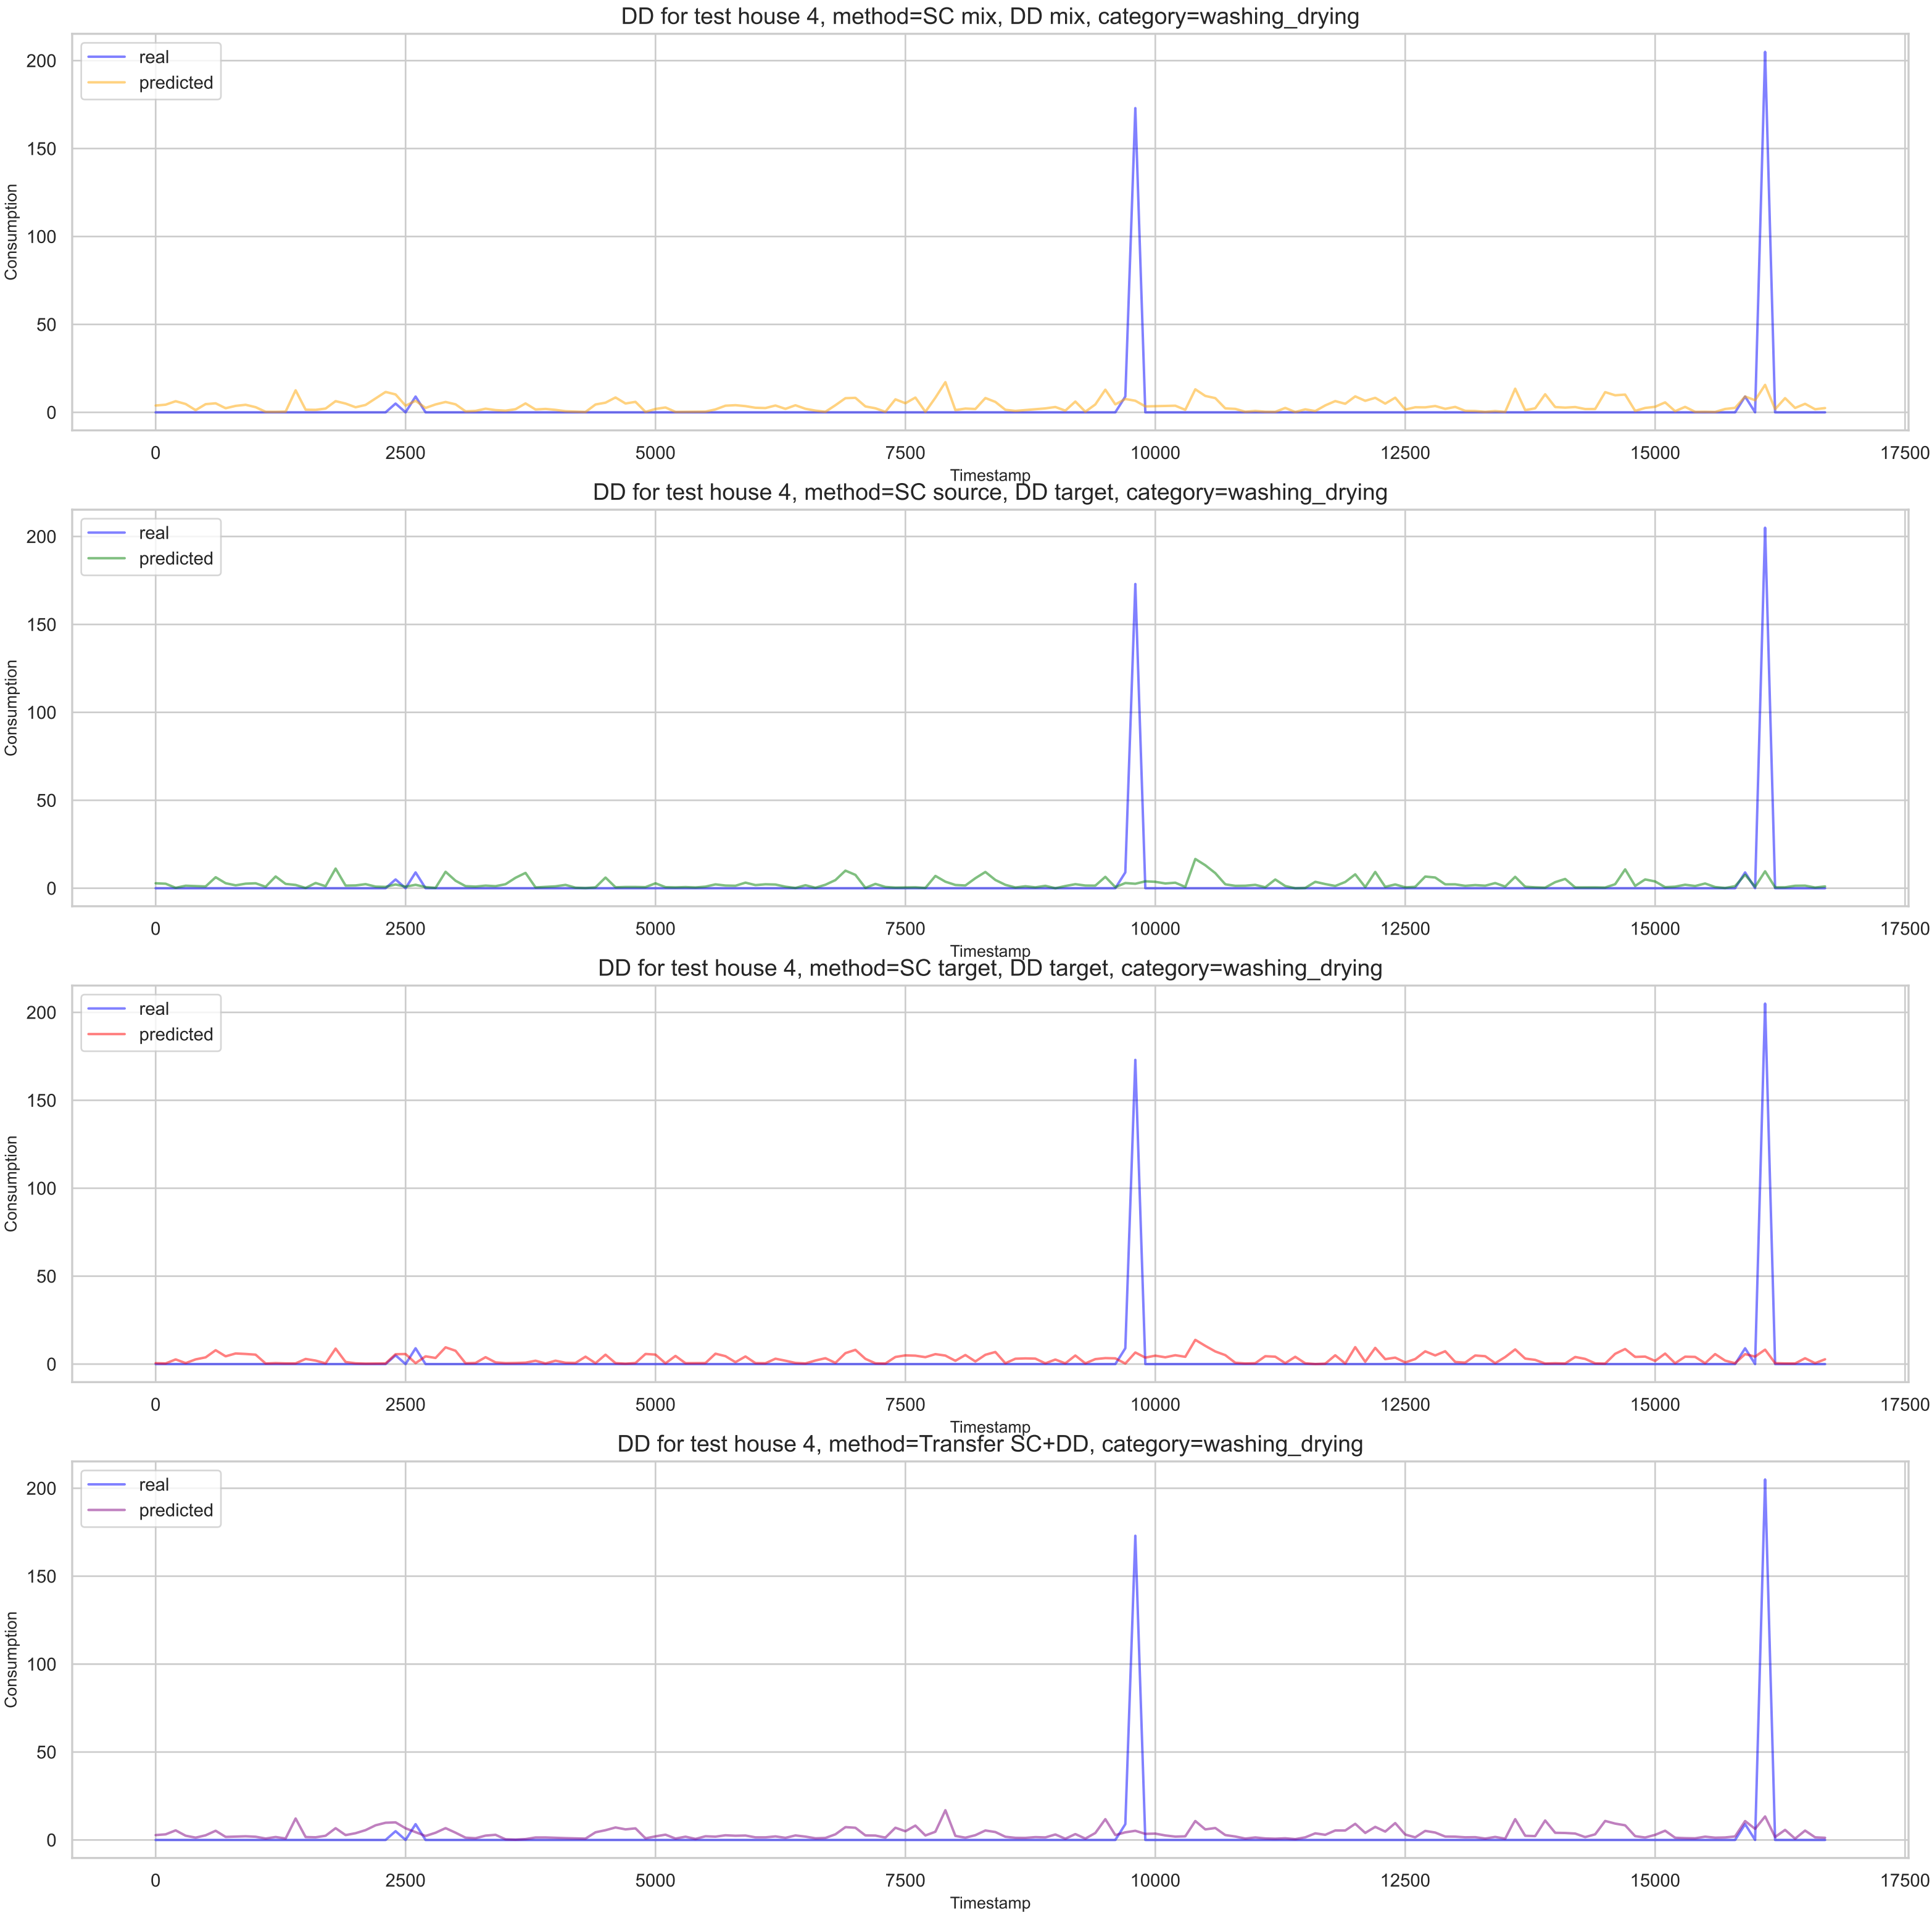 DD for test house 4, method=SC mix, DD mix, category=washing_drying
real
predicted
200
150
100
50
0
Consumption
0 2500 5000 7500 10000 12500 15000 17500
Timestamp
DD for test house 4, method=SC source, DD target, category=washing_drying
real
predicted
200
150
100
50
0
Consumption
0 2500 5000 7500 10000 12500 15000 17500
Timestamp
DD for test house 4, method=SC target, DD target, category=washing_drying
real
predicted
200
150
100
50
0
Consumption
0 2500 5000 7500 10000 12500 15000 17500
Timestamp
DD for test house 4, method=Transfer SC+DD, category=washing_drying
real
predicted
200
150
100
50
0
Consumption
0 2500 5000 7500 10000 12500 15000 17500
Timestamp